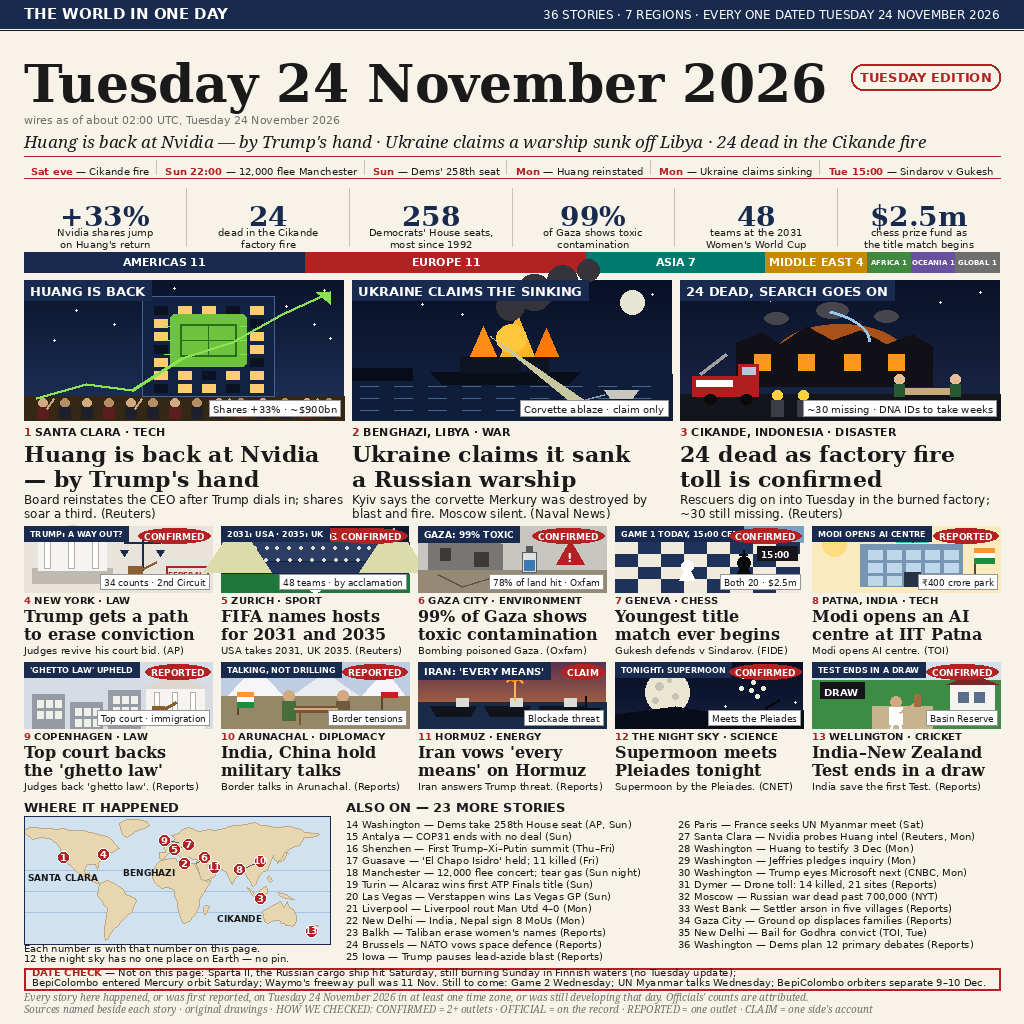 THE WORLD IN ONE DAY
36 STORIES · 7 REGIONS · EVERY ONE DATED TUESDAY 24 NOVEMBER 2026
Tuesday 24 November 2026
TUESDAY EDITION
wires as of about 02:00 UTC, Tuesday 24 November 2026
Huang is back at Nvidia — by Trump's hand · Ukraine claims a warship sunk off Libya · 24 dead in the Cikande fire
Sat eve — Cikande fire
Sun 22:00 — 12,000 flee Manchester
Sun — Dems' 258th seat
Mon — Huang reinstated
Mon — Ukraine claims sinking
Tue 15:00 — Sindarov v Gukesh
+33%
Nvidia shares jump
on Huang's return
24
dead in the Cikande
factory fire
258
Democrats' House seats,
most since 1992
99%
of Gaza shows toxic
contamination
48
teams at the 2031
Women's World Cup
$2.5m
chess prize fund as
the title match begins
AMERICAS 11
EUROPE 11
ASIA 7
MIDDLE EAST 4
AFRICA 1
OCEANIA 1
GLOBAL 1
HUANG IS BACK
Shares +33% · ~$900bn
1 SANTA CLARA · TECH
Huang is back at Nvidia
— by Trump's hand
Board reinstates the CEO after Trump dials in; shares
soar a third. (Reuters)
UKRAINE CLAIMS THE SINKING
Corvette ablaze · claim only
2 BENGHAZI, LIBYA · WAR
Ukraine claims it sank
a Russian warship
Kyiv says the corvette Merkury was destroyed by
blast and fire. Moscow silent. (Naval News)
24 DEAD, SEARCH GOES ON
~30 missing · DNA IDs to take weeks
3 CIKANDE, INDONESIA · DISASTER
24 dead as factory fire
toll is confirmed
Rescuers dig on into Tuesday in the burned factory;
~30 still missing. (Reuters)
TRUMP: A WAY OUT?
CONFIRMED
34 counts · 2nd Circuit
4 NEW YORK · LAW
Trump gets a path
to erase conviction
Judges revive his court bid. (AP)
2031: USA · 2035: UK
CONFIRMED
48 teams · by acclamation
5 ZURICH · SPORT
FIFA names hosts
for 2031 and 2035
USA takes 2031, UK 2035. (Reuters)
GAZA: 99% TOXIC
CONFIRMED
!
78% of land hit · Oxfam
6 GAZA CITY · ENVIRONMENT
99% of Gaza shows
toxic contamination
Bombing poisoned Gaza. (Oxfam)
GAME 1 TODAY, 15:00
CONFIRMED
15:00
Both 20 · $2.5m
7 GENEVA · CHESS
Youngest title
match ever begins
Gukesh defends v Sindarov. (FIDE)
MODI OPENS AI CENTRE
REPORTED
₹400 crore park
8 PATNA, INDIA · TECH
Modi opens an AI
centre at IIT Patna
Modi opens AI centre. (TOI)
'GHETTO LAW' UPHELD
REPORTED
Top court · immigration
9 COPENHAGEN · LAW
Top court backs
the 'ghetto law'
Judges back 'ghetto law'. (Reports)
TALKING, NOT DRILLING
REPORTED
Border tensions
10 ARUNACHAL · DIPLOMACY
India, China hold
military talks
Border talks in Arunachal. (Reports)
IRAN: 'EVERY MEANS'
CLAIM
Blockade threat
11 HORMUZ · ENERGY
Iran vows 'every
means' on Hormuz
Iran answers Trump threat. (Reports)
TONIGHT: SUPERMOON
CONFIRMED
Meets the Pleiades
12 THE NIGHT SKY · SCIENCE
Supermoon meets
Pleiades tonight
Supermoon by the Pleiades. (CNET)
TEST ENDS IN A DRAW
CONFIRMED
DRAW
Basin Reserve
13 WELLINGTON · CRICKET
India–New Zealand
Test ends in a draw
India save the first Test. (Reports)
WHERE IT HAPPENED
1
4
9
5
7
2
6
11
8
10
3
13
SANTA CLARA
BENGHAZI
CIKANDE
Each number is with that number on this page.
12 the night sky has no one place on Earth — no pin.
ALSO ON — 23 MORE STORIES
14 Washington — Dems take 258th House seat (AP, Sun)
15 Antalya — COP31 ends with no deal (Sun)
16 Shenzhen — First Trump–Xi–Putin summit (Thu–Fri)
17 Guasave — 'El Chapo Isidro' held; 11 killed (Fri)
18 Manchester — 12,000 flee concert; tear gas (Sun night)
19 Turin — Alcaraz wins first ATP Finals title (Sun)
20 Las Vegas — Verstappen wins Las Vegas GP (Sun)
21 Liverpool — Liverpool rout Man Utd 4–0 (Mon)
22 New Delhi — India, Nepal sign 8 MoUs (Mon)
23 Balkh — Taliban erase women's names (Reports)
24 Brussels — NATO vows space defence (Reports)
25 Iowa — Trump pauses lead-azide blast (Reports)
26 Paris — France seeks UN Myanmar meet (Sat)
27 Santa Clara — Nvidia probes Huang intel (Reuters, Mon)
28 Washington — Huang to testify 3 Dec (Mon)
29 Washington — Jeffries pledges inquiry (Mon)
30 Washington — Trump eyes Microsoft next (CNBC, Mon)
31 Dymer — Drone toll: 14 killed, 21 sites (Reports)
32 Moscow — Russian war dead past 700,000 (NYT)
33 West Bank — Settler arson in five villages (Reports)
34 Gaza City — Ground op displaces families (Reports)
35 New Delhi — Bail for Godhra convict (TOI, Tue)
36 Washington — Dems plan 12 primary debates (Reports)
DATE CHECK — Not on this page: Sparta II, the Russian cargo ship hit Saturday, still burning Sunday in Finnish waters (no Tuesday update);
BepiColombo entered Mercury orbit Saturday; Waymo's freeway pull was 11 Nov. Still to come: Game 2 Wednesday; UN Myanmar talks Wednesday; BepiColombo orbiters separate 9–10 Dec.
Every story here happened, or was first reported, on Tuesday 24 November 2026 in at least one time zone, or was still developing that day. Officials' counts are attributed.
Sources named beside each story · original drawings · HOW WE CHECKED: CONFIRMED = 2+ outlets · OFFICIAL = on the record · REPORTED = one outlet · CLAIM = one side's account